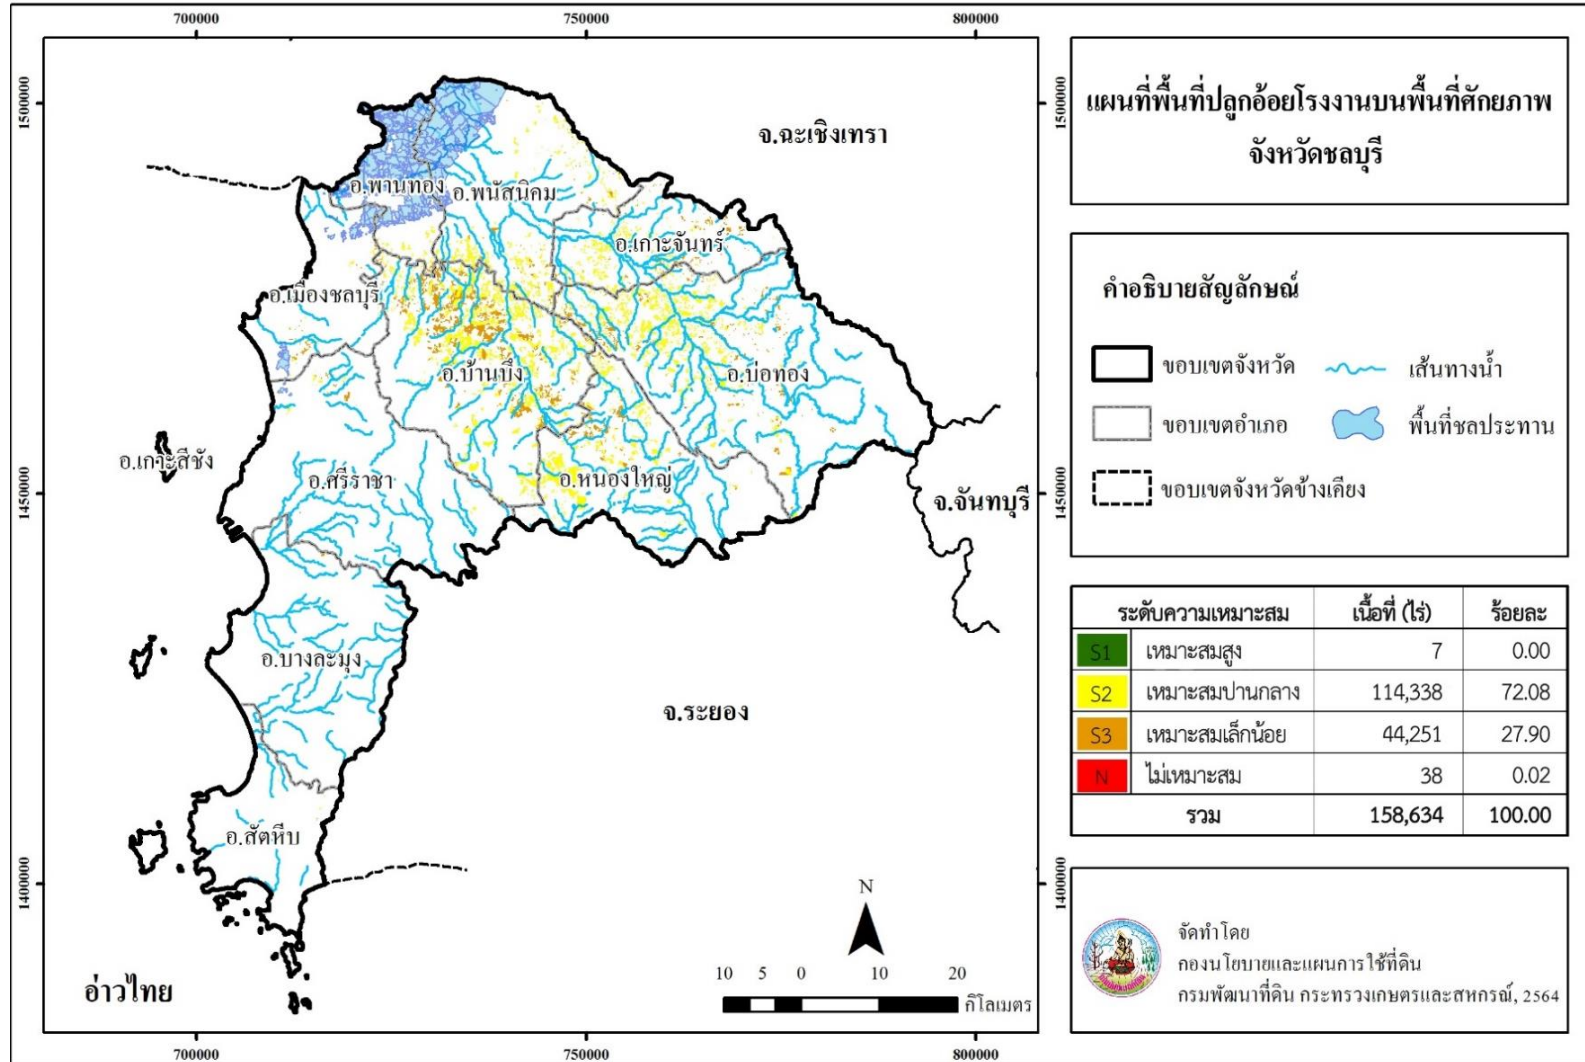 700000
750000
800000
1500000
1500000
แผนที่พื้นที่ปลูกอ้อยโรงงานบนพื้นที่ศักยภาพ
จังหวัดชลบุรี
จ.ฉะเชิงเทรา
อ.พานทอง
อ.พนัสนิคม
อ.เกาะจันทร์
อ.เมืองชลบุรี
อ.บ้านบึง
อ.บ่อทอง
อ.เกาะสีชัง
อ.ศรีราชา
อ.หนองใหญ่
จ.จันทบุรี
1450000
1450000
อ.บางละมุง
จ.ระยอง
อ.สัตหีบ
1400000
1400000
อ่าวไทย
N
10 5 0 10 20
กิโลเมตร
700000
750000
800000
คำอธิบายสัญลักษณ์
ขอบเขตจังหวัด
เส้นทางน้ำ
ขอบเขตอำเภอ
พื้นที่ชลประทาน
ขอบเขตจังหวัดข้างเคียง
ระดับความเหมาะสม เนื้อที่ (ไร่) ร้อยละ
S1 เหมาะสมสูง 7 0.00
S2 เหมาะสมปานกลาง 114,338 72.08
S3 เหมาะสมเล็กน้อย 44,251 27.90
N ไม่เหมาะสม 38 0.02
รวม 158,634 100.00
จัดทำโดย
กองนโยบายและแผนการใช้ที่ดิน
กรมพัฒนาที่ดิน กระทรวงเกษตรและสหกรณ์, 2564